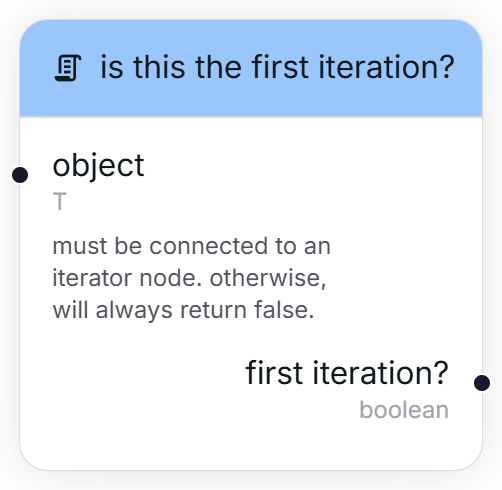 is this the first iteration?
object
T
must be connected to an
iterator node. otherwise,
will always return false.
first iteration?
boolean